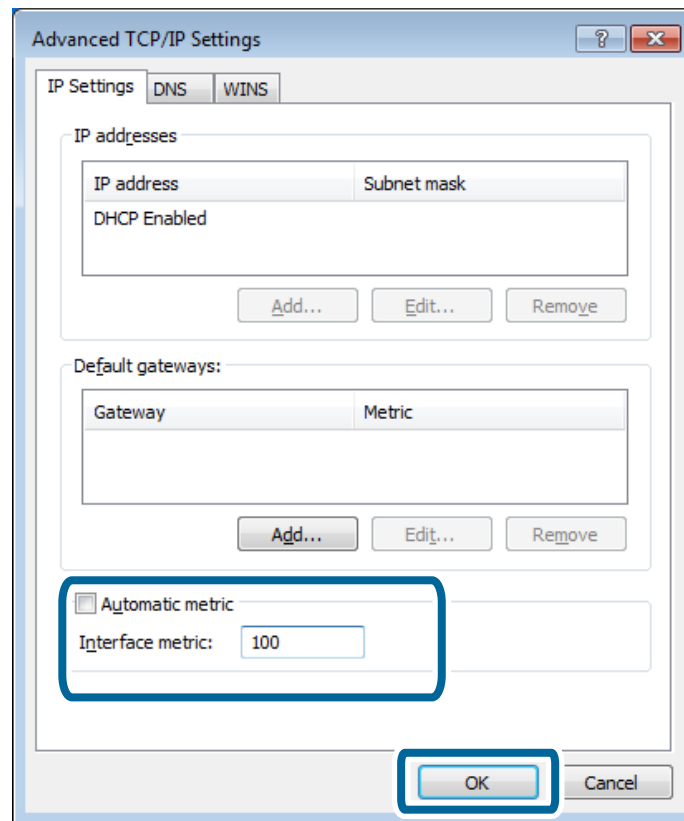 Advanced TCP/IP Settings
?
IP Settings DNS WINS
IP addresses
IP address Subnet mask
DHCP Enabled
Add... Edit... Remove
Default gateways:
Gateway Metric
Add... Edit... Remove
Automatic metric
Interface metric: 100
OK Cancel